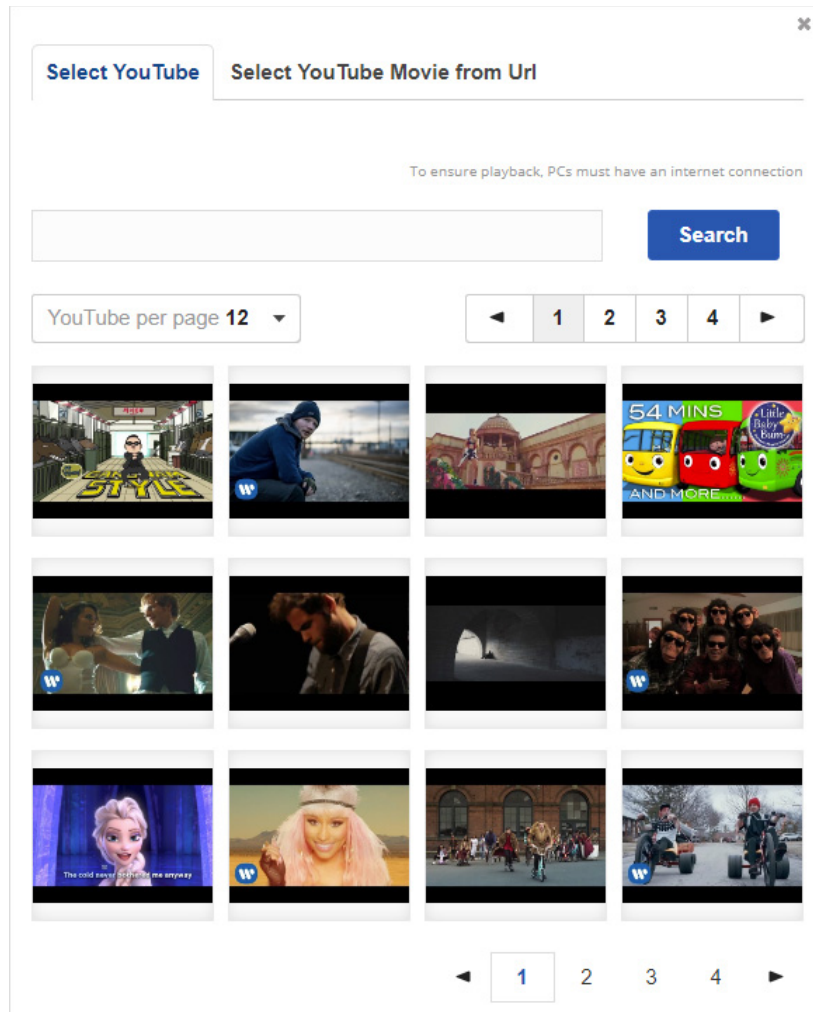 Select YouTube
Select YouTube Movie from Url
To ensure playback, PCs must have an internet connection
Search
YouTube per page 12
1 2 3 4
STYLE
54 MINS
Little
Baby
Bum
AND MORE......
The cold never bothered me anyway
1 2 3 4